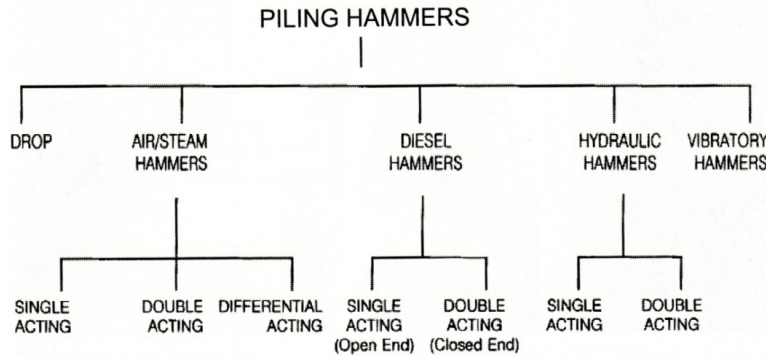 PILING HAMMERS
DROP
AIR/STEAM
HAMMERS
DIESEL
HAMMERS
HYDRAULIC
HAMMERS
VIBRATORY
HAMMERS
SINGLE
ACTING
DOUBLE
ACTING
DIFFERENTIAL
ACTING
SINGLE
ACTING
(Open End)
DOUBLE
ACTING
(Closed End)
SINGLE
ACTING
DOUBLE
ACTING